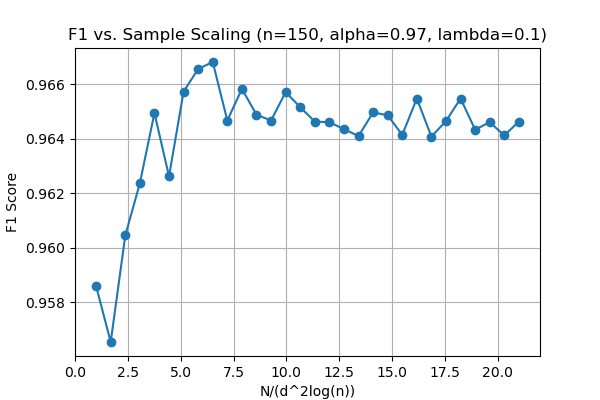 F1 vs. Sample Scaling (n=150, alpha=0.97, lambda=0.1)
0.966
0.964
0.962
0.960
0.958
F1 Score
0.0 2.5 5.0 7.5 10.0 12.5 15.0 17.5 20.0
N/(d^2log(n))